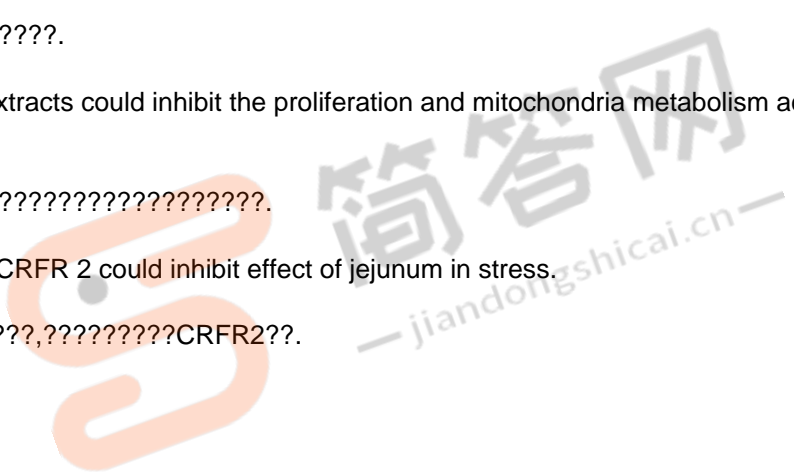 ????.
xtracts could inhibit the proliferation and mitochondria metabolism a
??????????????????.
CRFR 2 could inhibit effect of jejunum in stress.
???,?????????CRFR2??.
简答网
jiandongshicai.cn